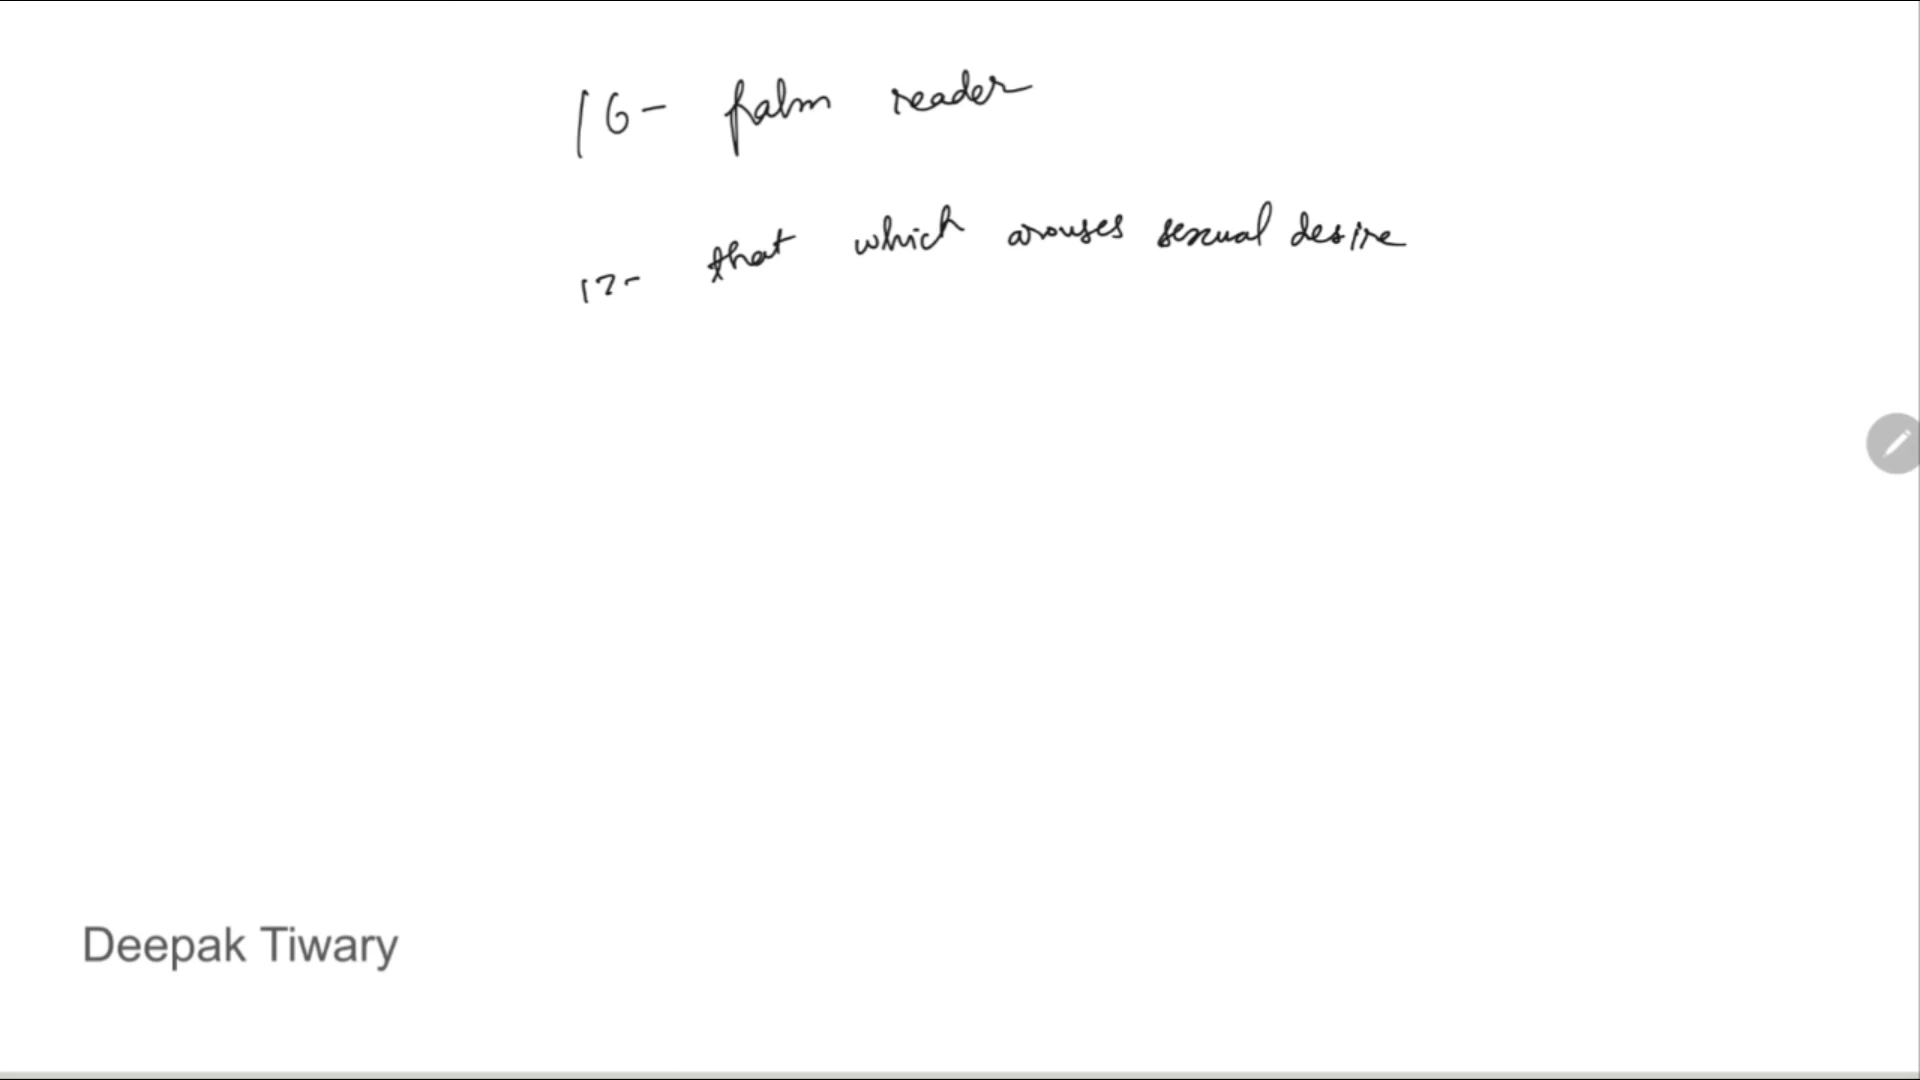 16- palm reader
17- that which arouses sexual desire
Deepak Tiwary